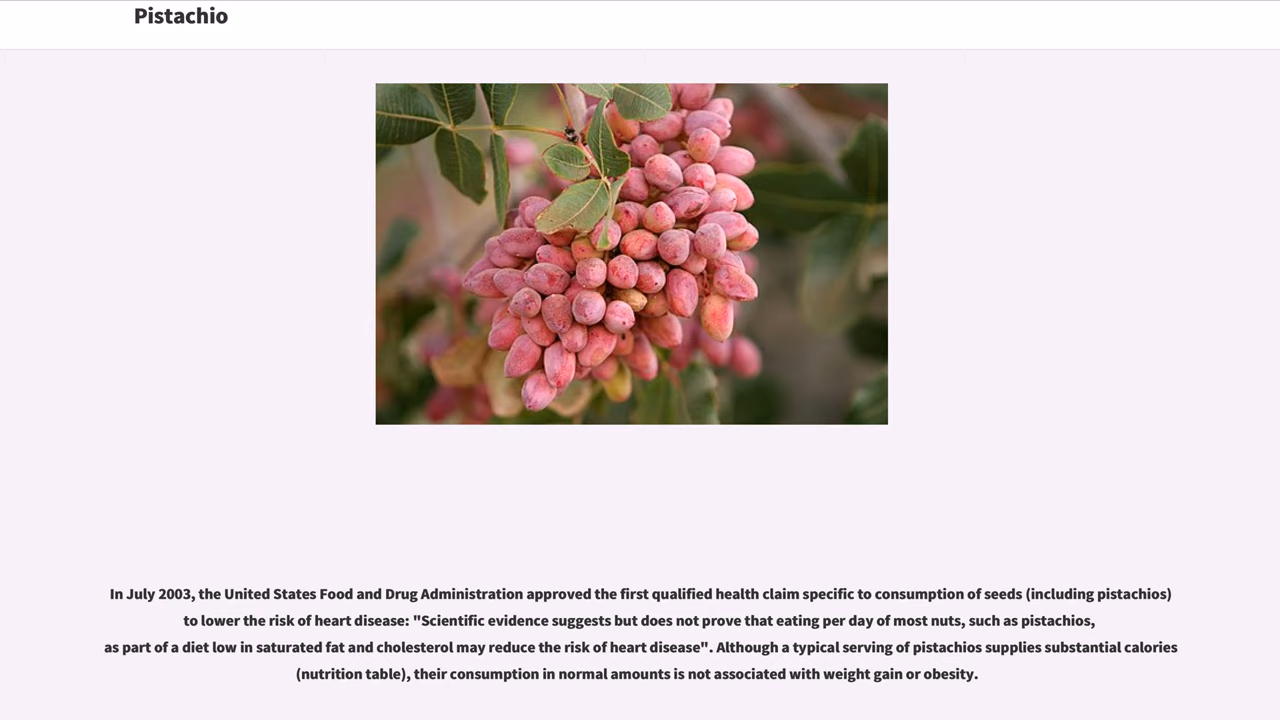 Pistachio
In July 2003, the United States Food and Drug Administration approved the first qualified health claim specific to consumption of seeds (including pistachios)
to lower the risk of heart disease: "Scientific evidence suggests but does not prove that eating per day of most nuts, such as pistachios,
as part of a diet low in saturated fat and cholesterol may reduce the risk of heart disease". Although a typical serving of pistachios supplies substantial calories
(nutrition table), their consumption in normal amounts is not associated with weight gain or obesity.